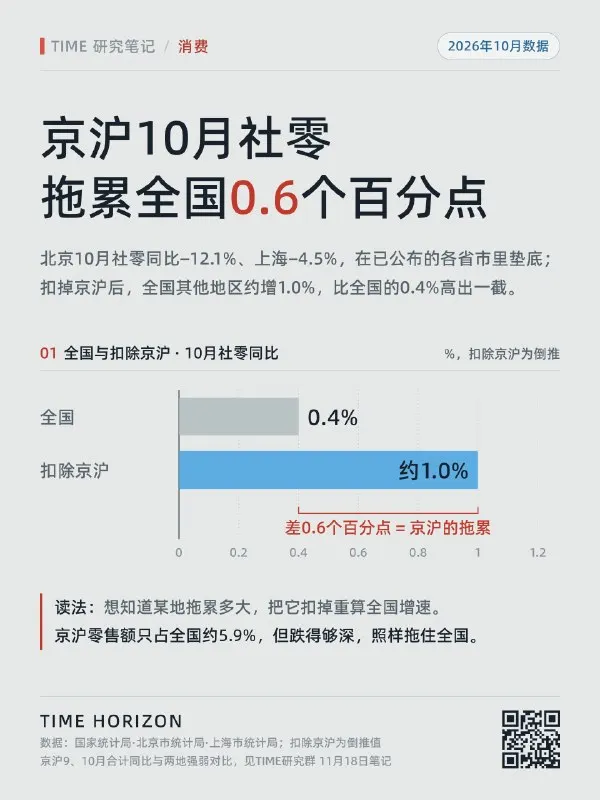 TIME 研究笔记 / 消费
2026年10月数据
京沪10月社零
拖累全国0.6个百分点
北京10月社零同比–12.1%、上海–4.5%，在已公布的各省市里垫底；
扣掉京沪后，全国其他地区约增1.0%，比全国的0.4%高出一截。
01 全国与扣除京沪 · 10月社零同比
%，扣除京沪为倒推
全国
0.4%
扣除京沪
约1.0%
差0.6个百分点 = 京沪的拖累
0 0.2 0.4 0.6 0.8 1 1.2
读法：想知道某地拖累多大，把它扣掉重算全国增速。
京沪零售额只占全国约5.9%，但跌得够深，照样拖住全国。
TIME HORIZON
数据：国家统计局·北京市统计局·上海市统计局；扣除京沪为倒推值
京沪9、10月合计同比与两地强弱对比，见TIME研究群 11月18日笔记